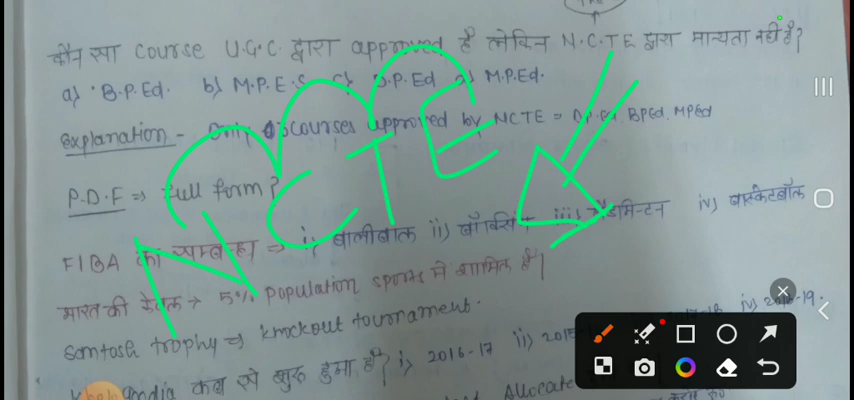 कौन सा course U.G.C. द्वारा approved है लेकिन N.C.T.E द्वारा मान्यता नहीं है?
a) B.P.Ed. b) M.P.E.S. c) D.P.Ed d) M.P.Ed.
Explanation - Only courses approved by NCTE = D.P.Ed. BPEd. MPEd
P.D.F => full form?
FIBA का सम्बन्ध => i) वालीबाल ii) बॉक्सिंग iii) बैडमिन्टन iv) बास्केटबॉल
भारत की केवल → 5% population sports में शामिल है|
Santosh trophy => knockout tournament.
India कब से शुरू हुआ है? i) 2016-17 ii) iv) 2018-19.
Allocate
NCTE